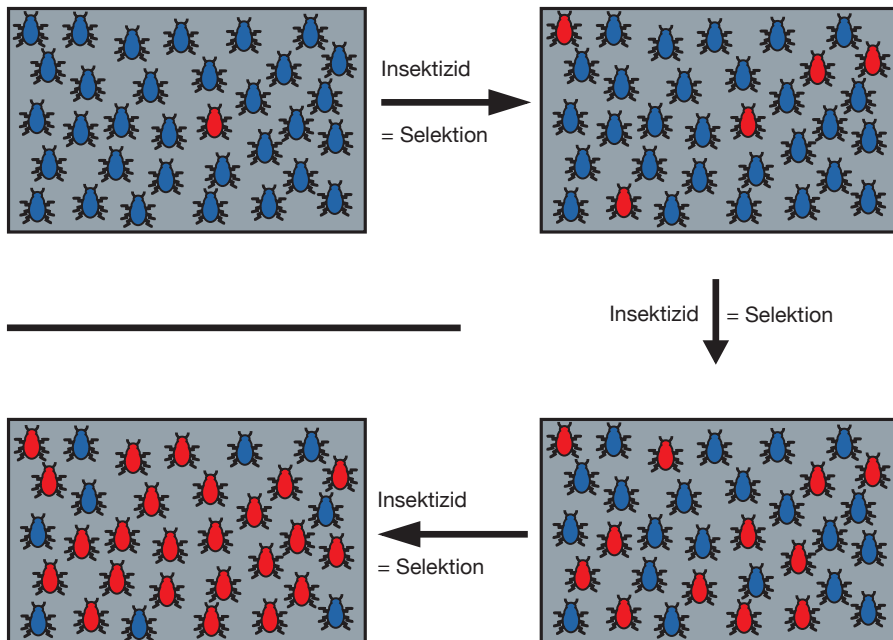 Insektizid
= Selektion
Insektizid
= Selektion
Insektizid
= Selektion